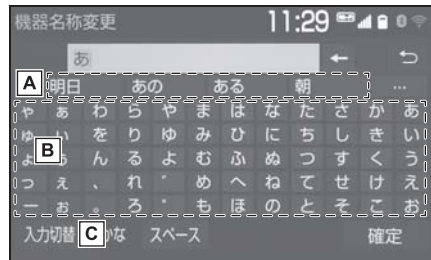 機器名称変更 11:29
あ ←
A 明日 あの ある 朝 …
ゃ ぁ わ ら や ま は な た さ か あ
ゅ ぃ を り ゆ み ひ に ち し き い
B
ょ ぅ ん る よ む ふ ぬ つ す く う
っ ぇ 、 れ ゛ め へ ね て せ け え
ー ぉ 。 ろ ゜ も ほ の と そ こ お
入力切替 C かな スペース 確定